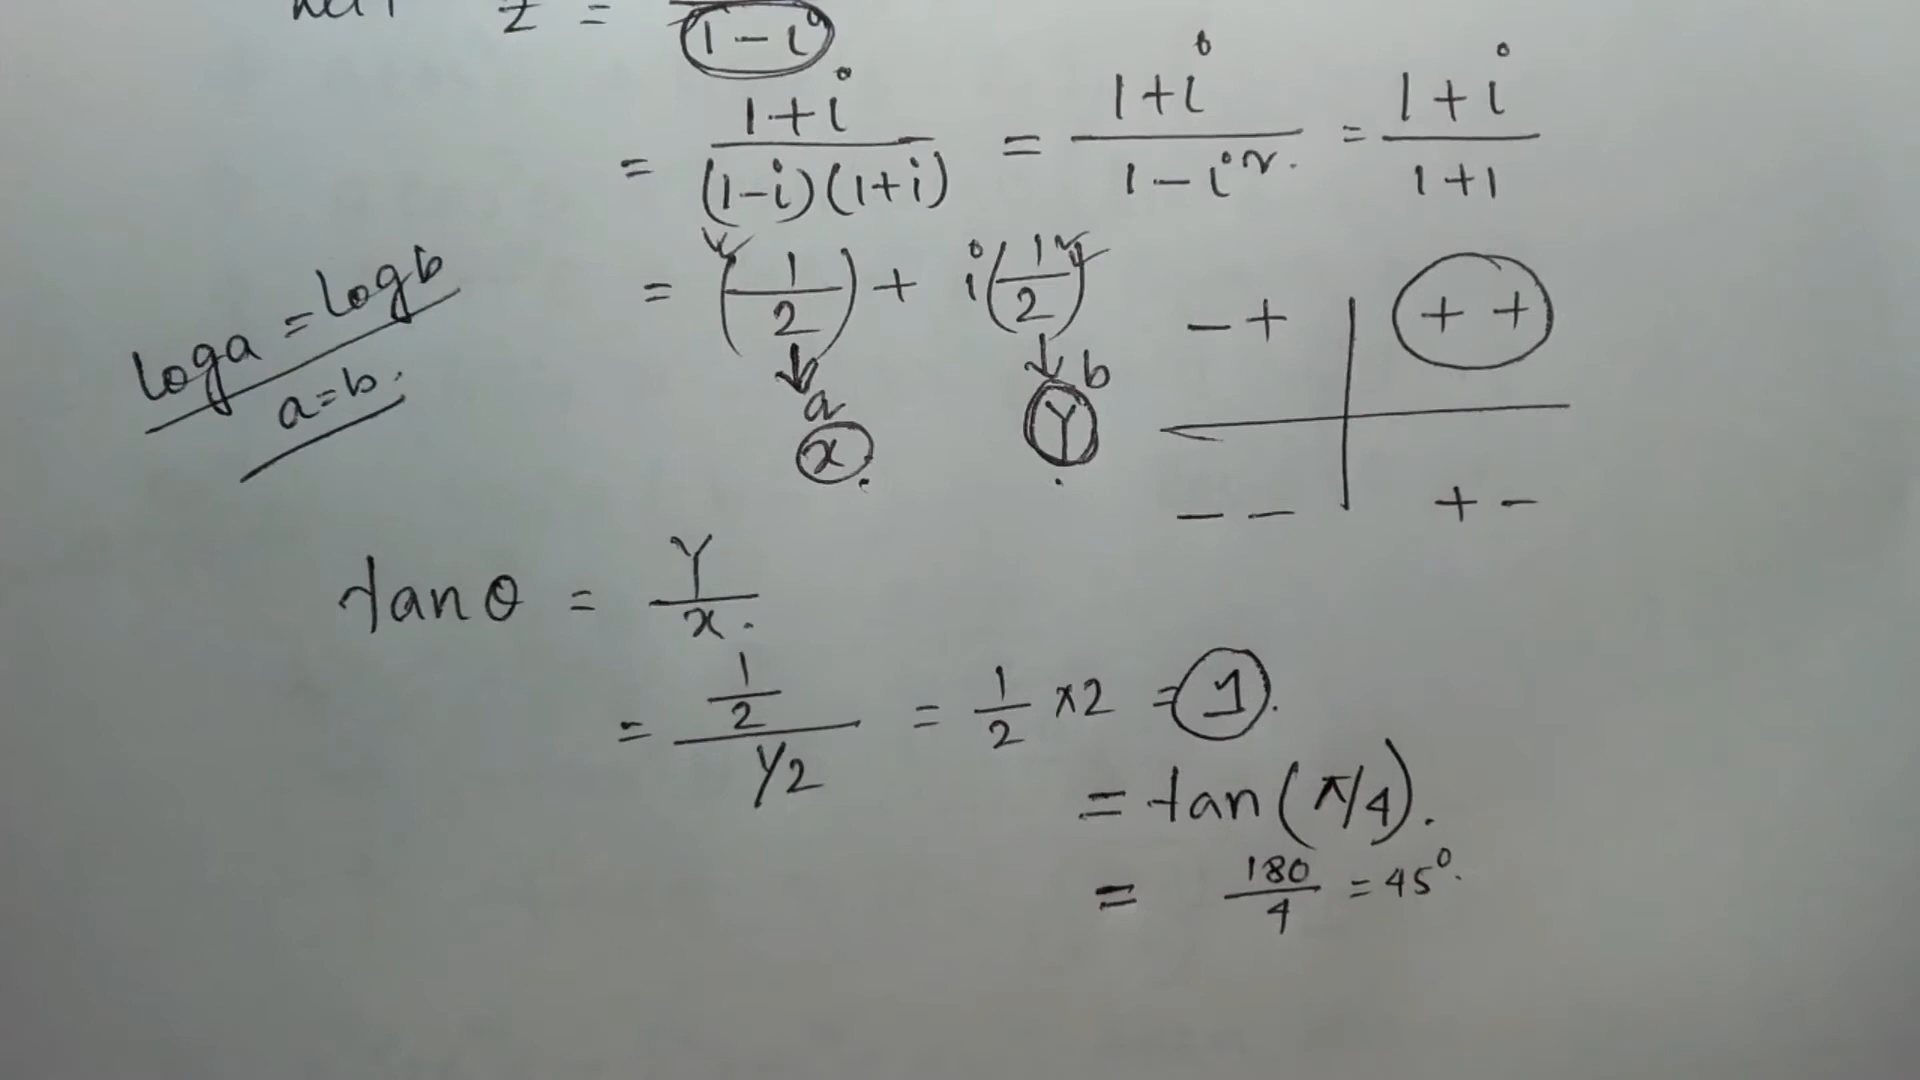 z = 1 - i
= 1+i / (1-i)(1+i) = 1+i / 1-i². = 1+i / 1+1
= (1/2) + i(1/2)
a b
x. Y
- + + +
- - + -
log a = log b
a = b.
tan θ = Y / x.
= 1/2 / 1/2 = 1/2 ×2 = 1.
= tan(π/4).
= 180/4 = 45°.